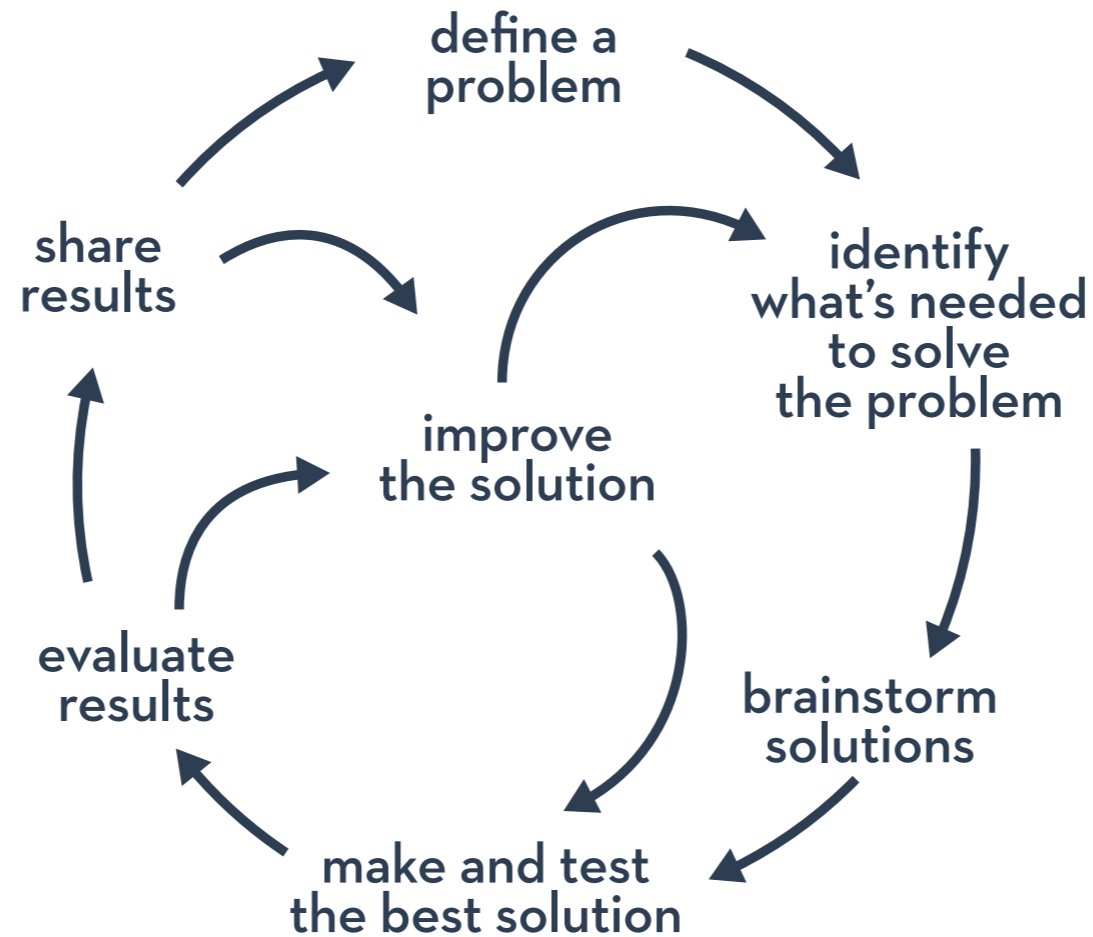 define a
problem
identify
what's needed
to solve
the problem
brainstorm
solutions
make and test
the best solution
evaluate
results
share
results
improve
the solution